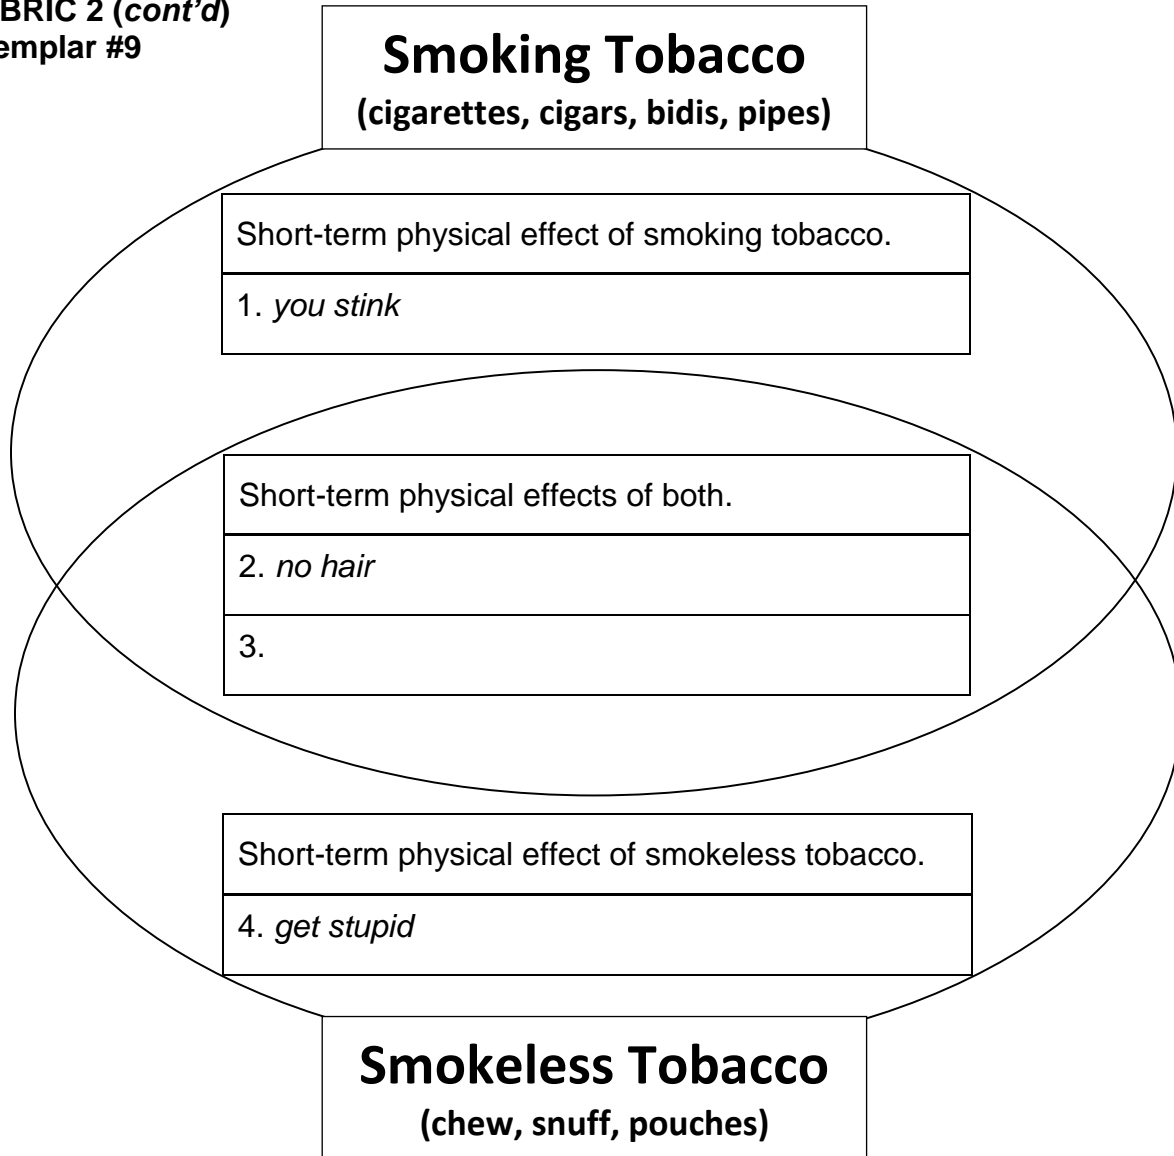 BRIC 2 (cont'd)
emplar #9
Smoking Tobacco
(cigarettes, cigars, bidis, pipes)
Short-term physical effect of smoking tobacco.
1. you stink
Short-term physical effects of both.
2. no hair
3.
Short-term physical effect of smokeless tobacco.
4. get stupid
Smokeless Tobacco
(chew, snuff, pouches)